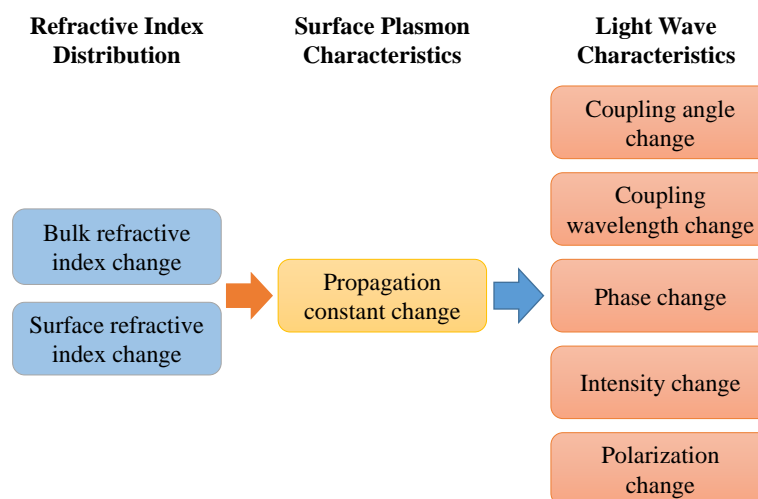 Refractive Index
Distribution
Surface Plasmon
Characteristics
Light Wave
Characteristics
Bulk refractive
index change
Surface refractive
index change
Propagation
constant change
Coupling angle
change
Coupling
wavelength change
Phase change
Intensity change
Polarization
change